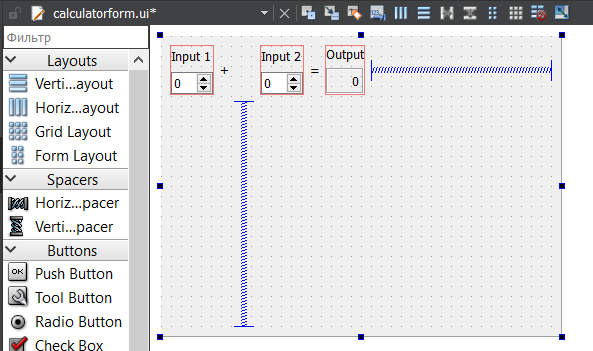 calculatorform.ui*
Фильтр
Layouts
Verti...ayout
Horiz...ayout
Grid Layout
Form Layout
Spacers
Horiz...pacer
Verti...pacer
Buttons
OK Push Button
Tool Button
Radio Button
Check Box
Input 1 Input 2 Output
0 + 0 = 0